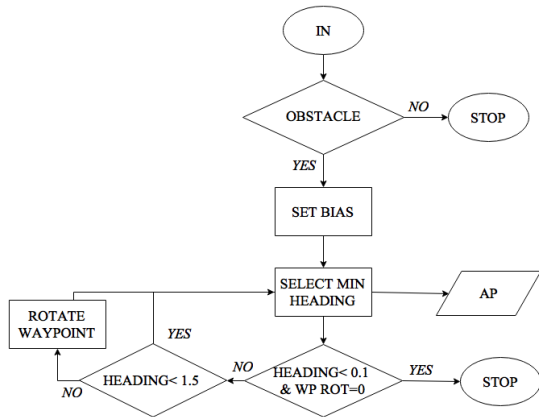 IN
OBSTACLE
NO
STOP
YES
SET BIAS
SELECT MIN
HEADING
AP
ROTATE
WAYPOINT
YES
HEADING< 1.5
NO
NO
HEADING< 0.1
& WP ROT=0
YES
STOP